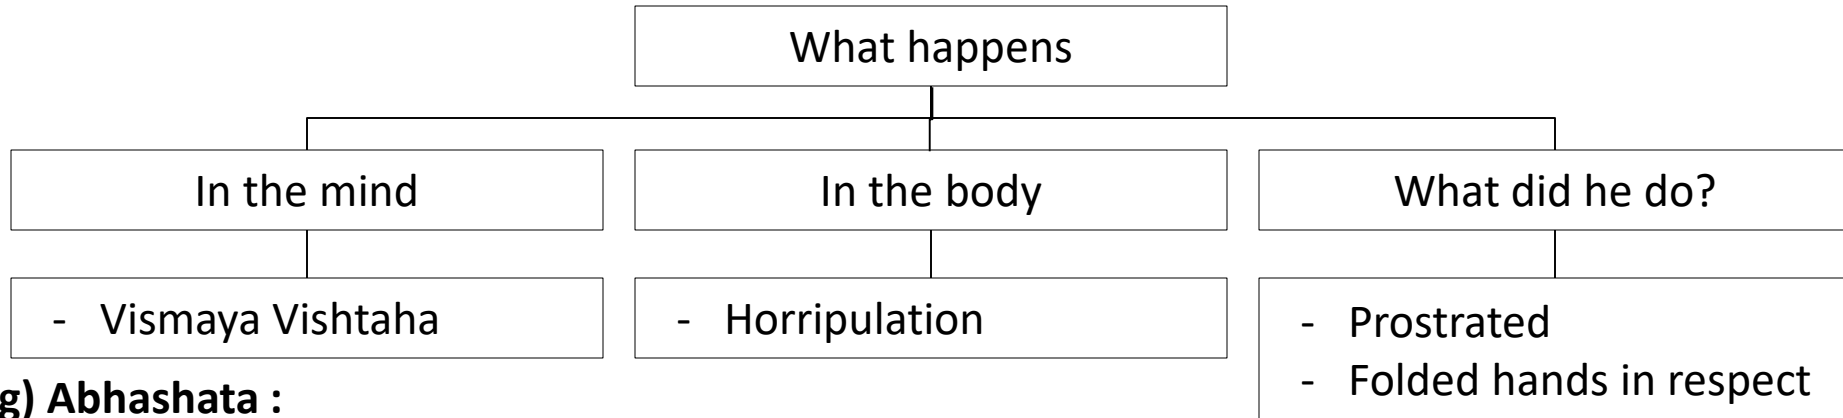 What happens
In the mind
In the body
What did he do?
- Vismaya Vishtaha
- Horripulation
- Prostrated
- Folded hands in respect
g) Abhashata :